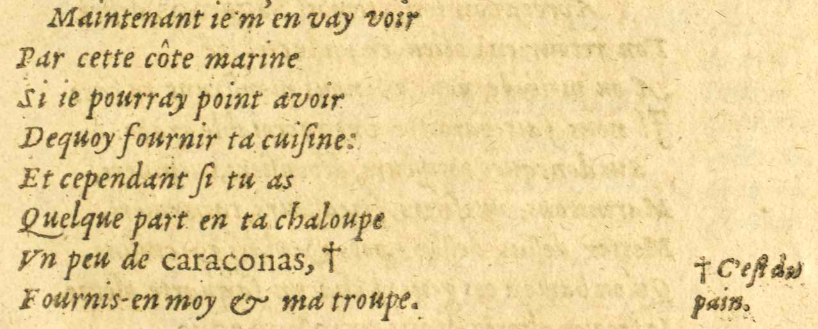 Maintenant ie m'en vay voir
Par cette côte marine
Si ie pourray point avoir
Dequoy fournir ta cuiſine:
Et cependant ſi tu as
Quelque part en ta chaloupe
Vn peu de caraconas, †
Fournis-en moy & ma troupe.
† C'eſt du
pain.